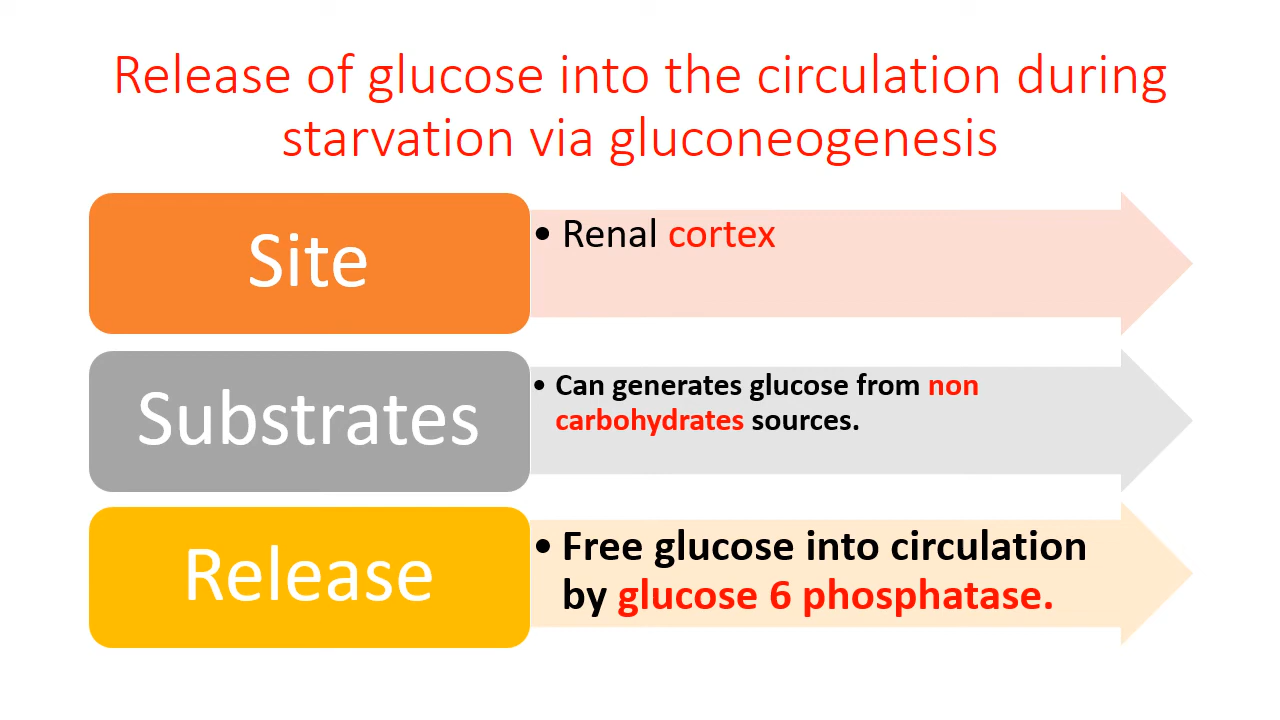 Release of glucose into the circulation during
starvation via gluconeogenesis
Site
• Renal cortex
Substrates
• Can generates glucose from non
carbohydrates sources.
Release
• Free glucose into circulation
by glucose 6 phosphatase.